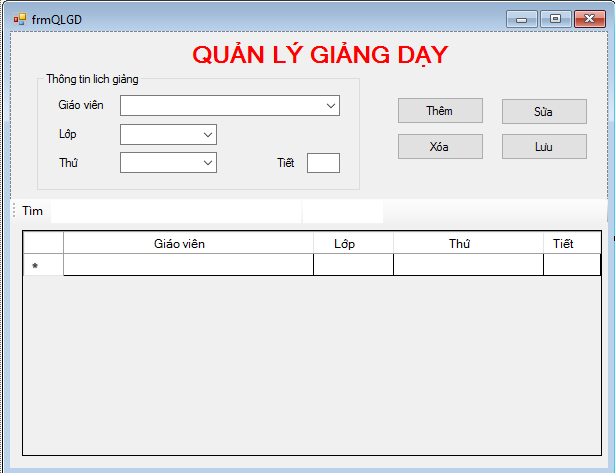 frmQLGD
QUẢN LÝ GIẢNG DẠY
Thông tin lich giảng
Giáo viên
Lớp
Thứ
Tiết
Thêm
Sửa
Xóa
Lưu
Tìm
Giáo viên Lớp Thứ Tiết
*